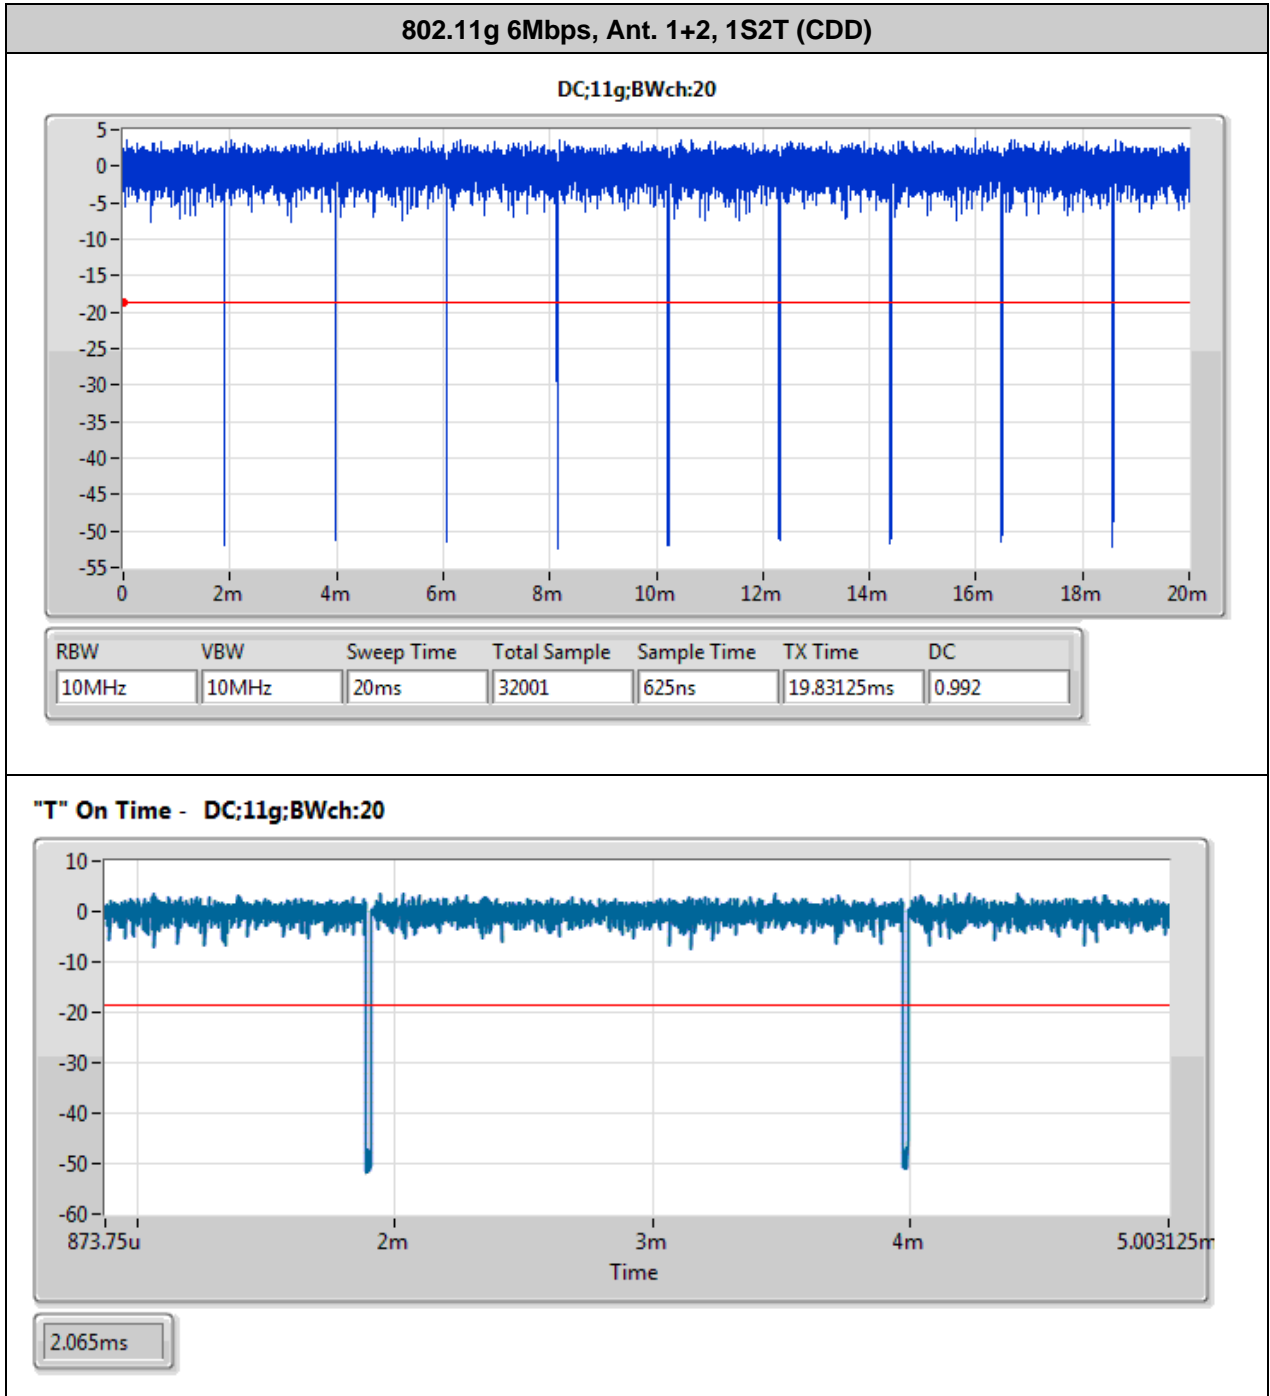 802.11g 6Mbps, Ant. 1+2, 1S2T (CDD)
DC;11g;BWch:20
5
0
-5
-10
-15
-20
-25
-30
-35
-40
-45
-50
-55
0 2m 4m 6m 8m 10m 12m 14m 16m 18m 20m
RBW VBW Sweep Time Total Sample Sample Time TX Time DC
10MHz 10MHz 20ms 32001 625ns 19.83125ms 0.992
"T" On Time - DC;11g;BWch:20
10
0
-10
-20
-30
-40
-50
-60
873.75u 2m 3m 4m 5.003125m
Time
2.065ms